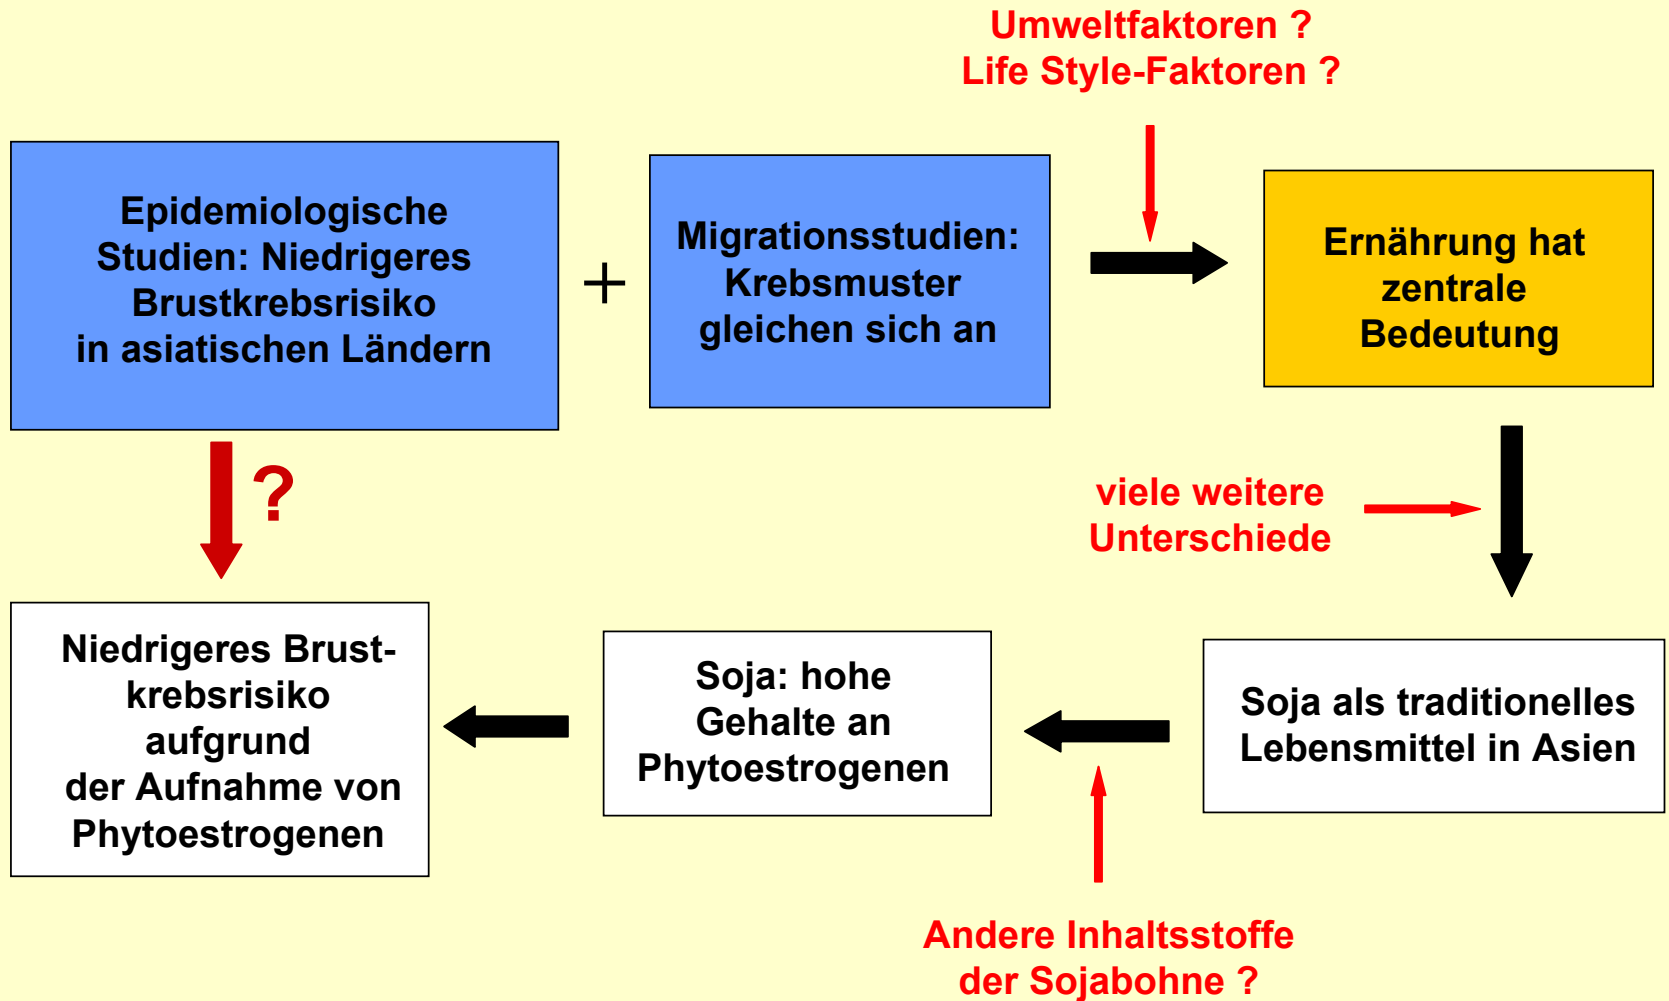 Umweltfaktoren ?
Life Style-Faktoren ?
Epidemiologische
Studien: Niedrigeres
Brustkrebsrisiko
in asiatischen Ländern
+
Migrationsstudien:
Krebsmuster
gleichen sich an
Ernährung hat
zentrale
Bedeutung
?
viele weitere
Unterschiede
Niedrigeres Brust-
krebsrisiko
aufgrund
der Aufnahme von
Phytoestrogenen
Soja: hohe
Gehalte an
Phytoestrogenen
Soja als traditionelles
Lebensmittel in Asien
Andere Inhaltsstoffe
der Sojabohne ?